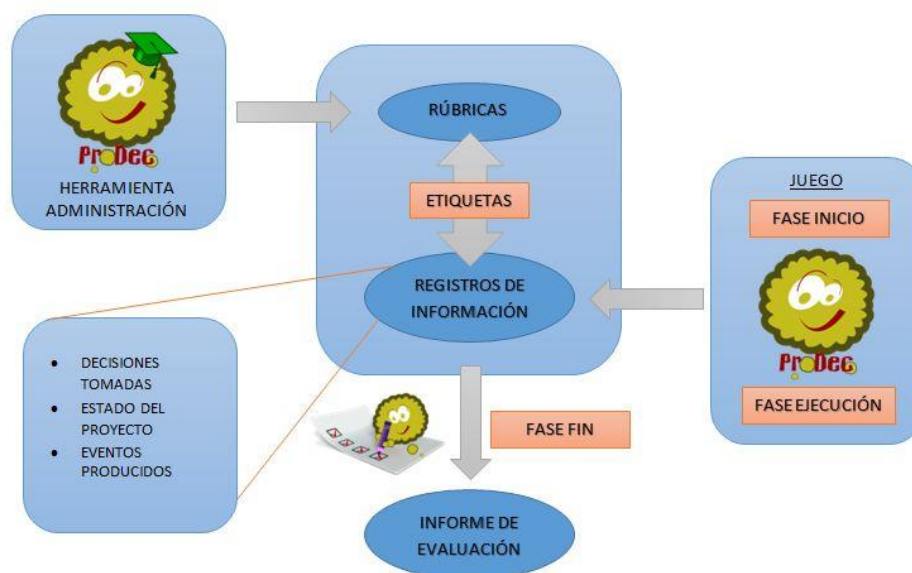 ProDec
HERRAMIENTA
ADMINISTRACIÓN
RÚBRICAS
ETIQUETAS
REGISTROS DE
INFORMACIÓN
JUEGO
FASE INICIO
ProDec
FASE EJECUCIÓN
• DECISIONES
TOMADAS
• ESTADO DEL
PROYECTO
• EVENTOS
PRODUCIDOS
FASE FIN
INFORME DE
EVALUACIÓN